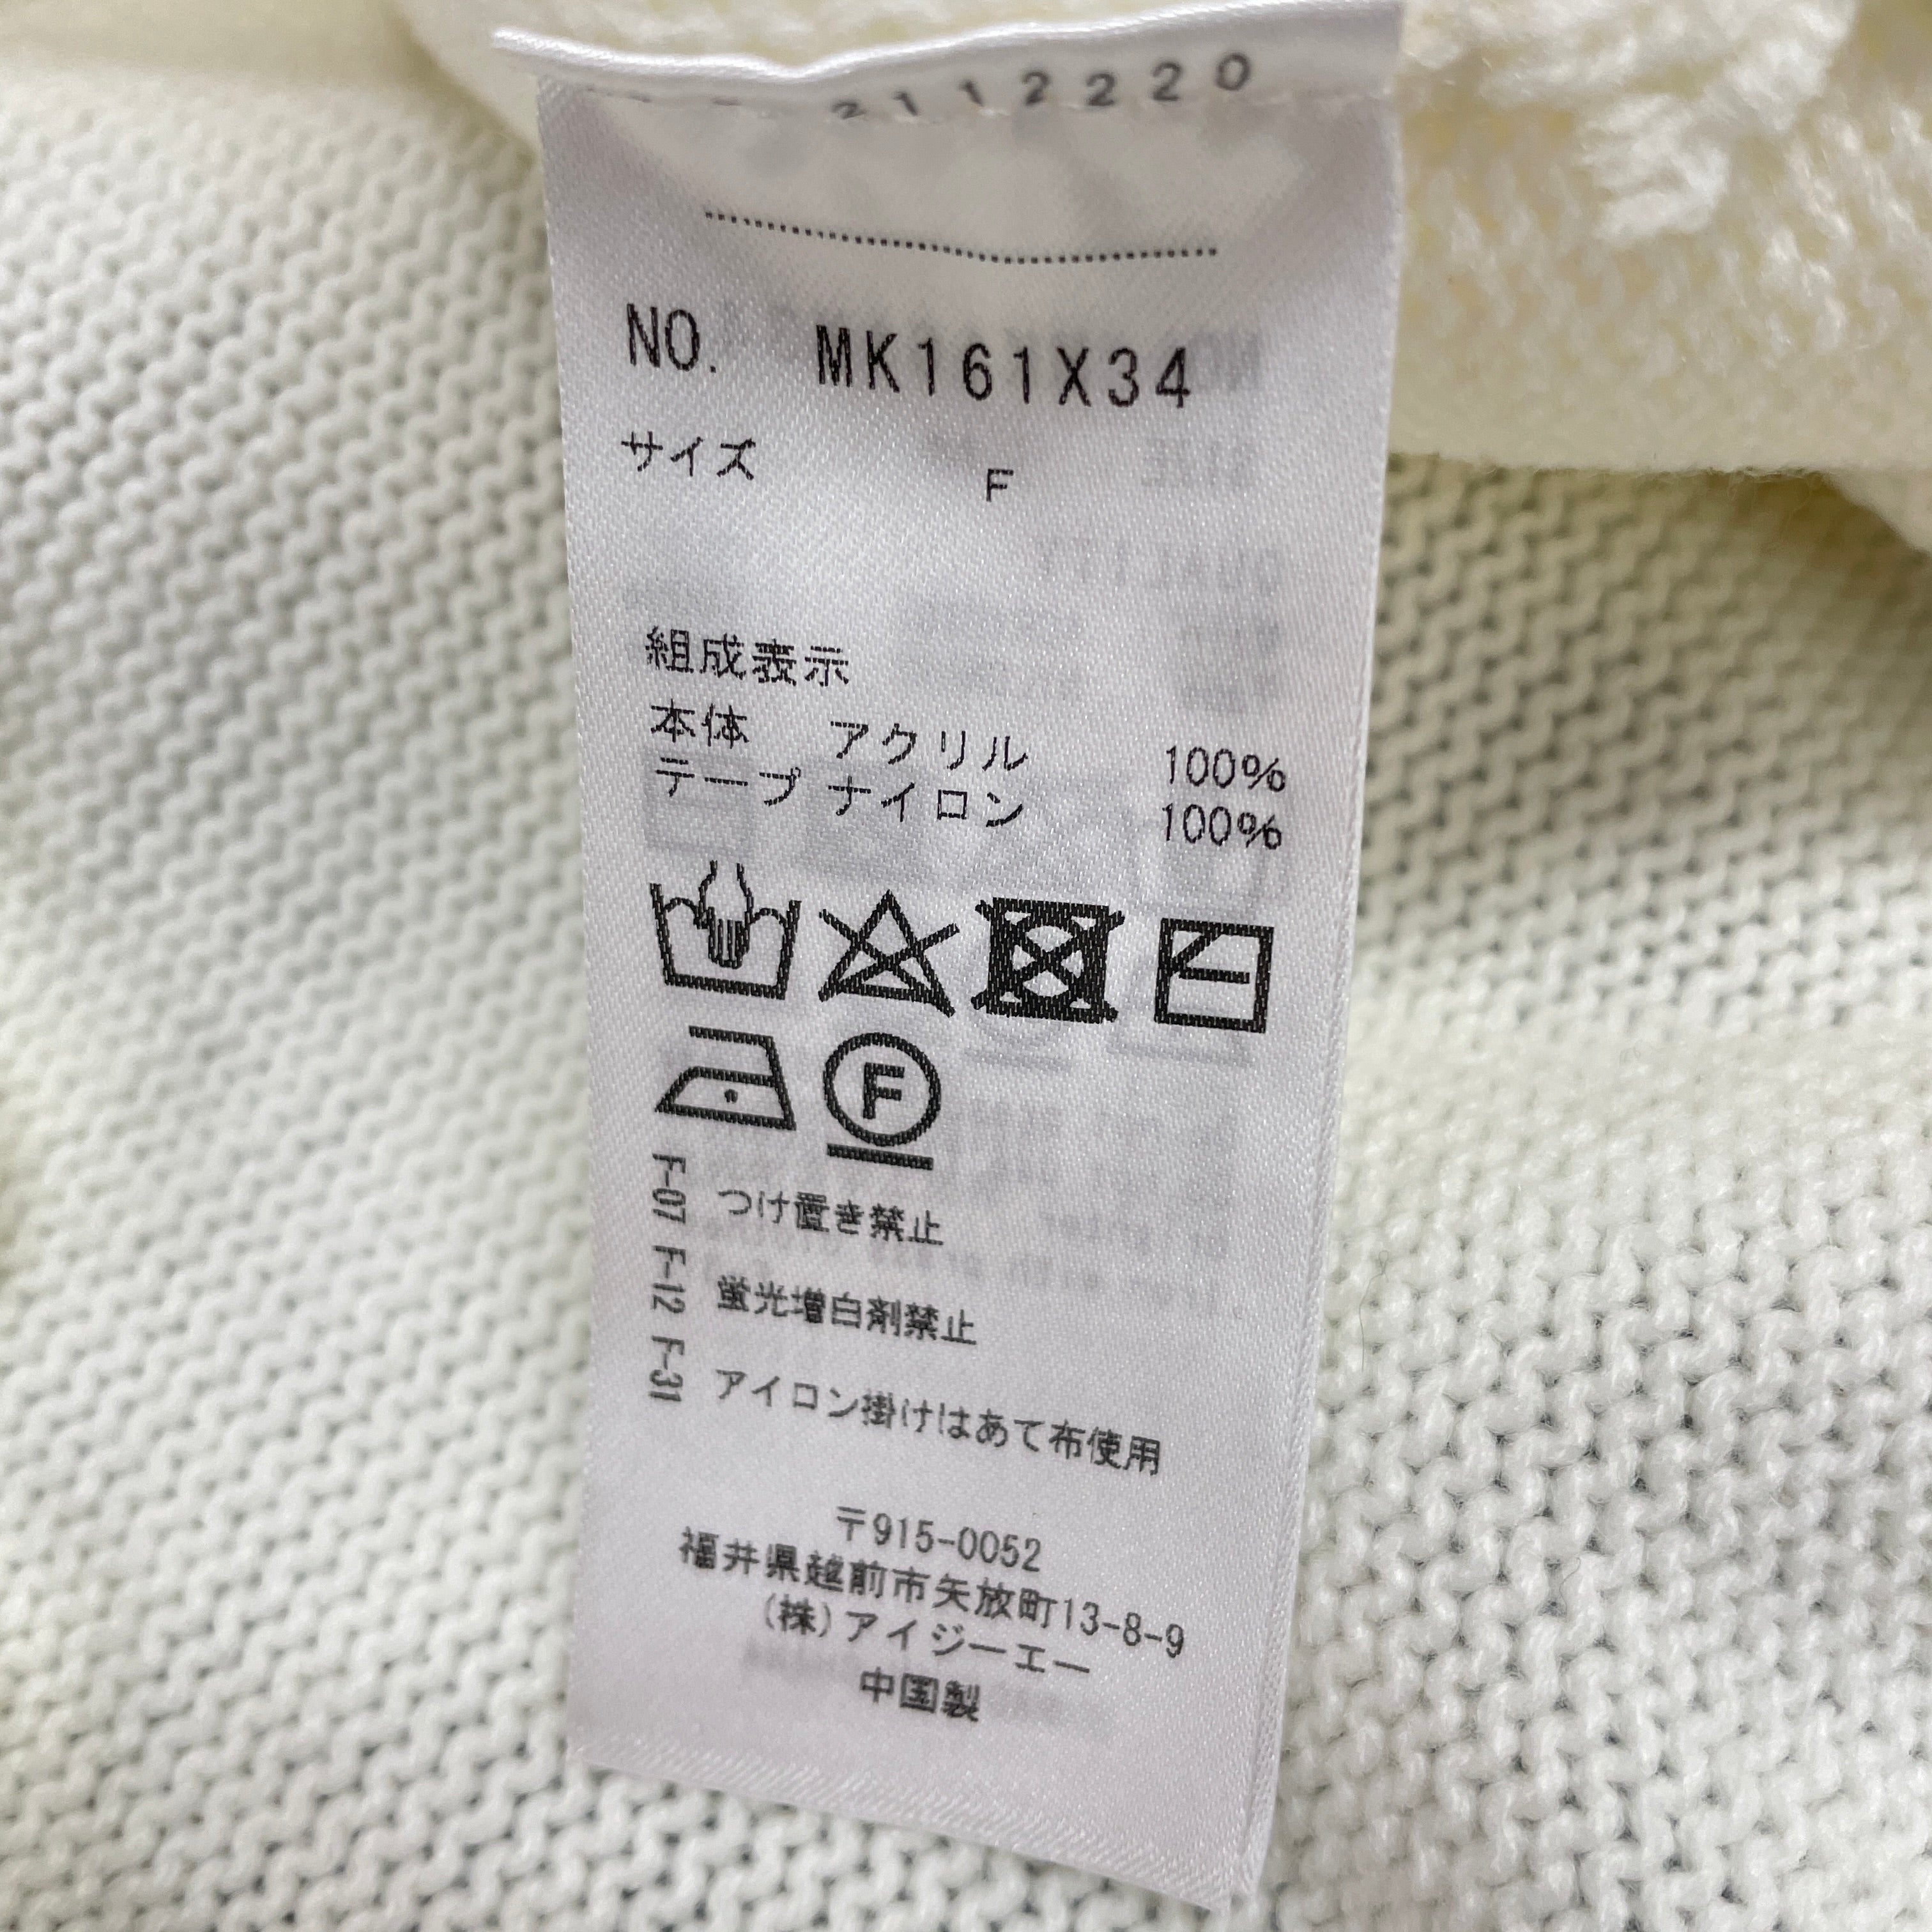 2112220
NO. MK161X34
サイズ F
組成表示
本体 アクリル 100%
テープ ナイロン 100%
F
F-07 つけ置き禁止
F-12 蛍光増白剤禁止
F-31 アイロン掛けはあて布使用
〒915-0052
福井県越前市矢放町13-8-9
(株)アイジーエー
中国製